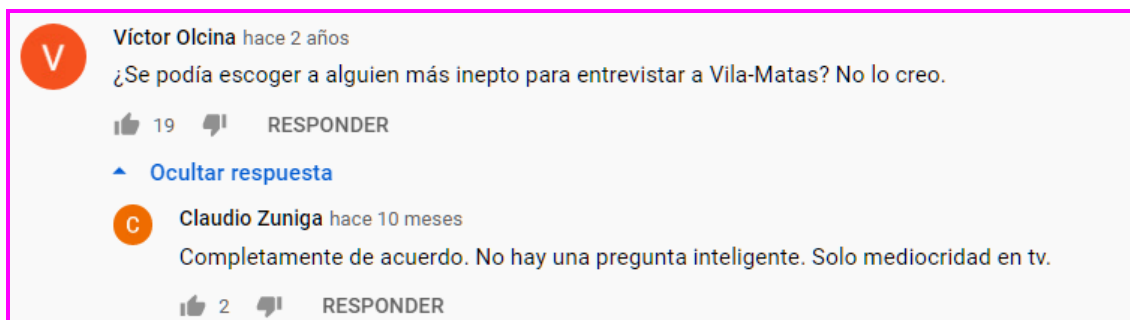 V
Víctor Olcina hace 2 años
¿Se podía escoger a alguien más inepto para entrevistar a Vila-Matas? No lo creo.
19 RESPONDER
Ocultar respuesta
C
Claudio Zuniga hace 10 meses
Completamente de acuerdo. No hay una pregunta inteligente. Solo mediocridad en tv.
2 RESPONDER